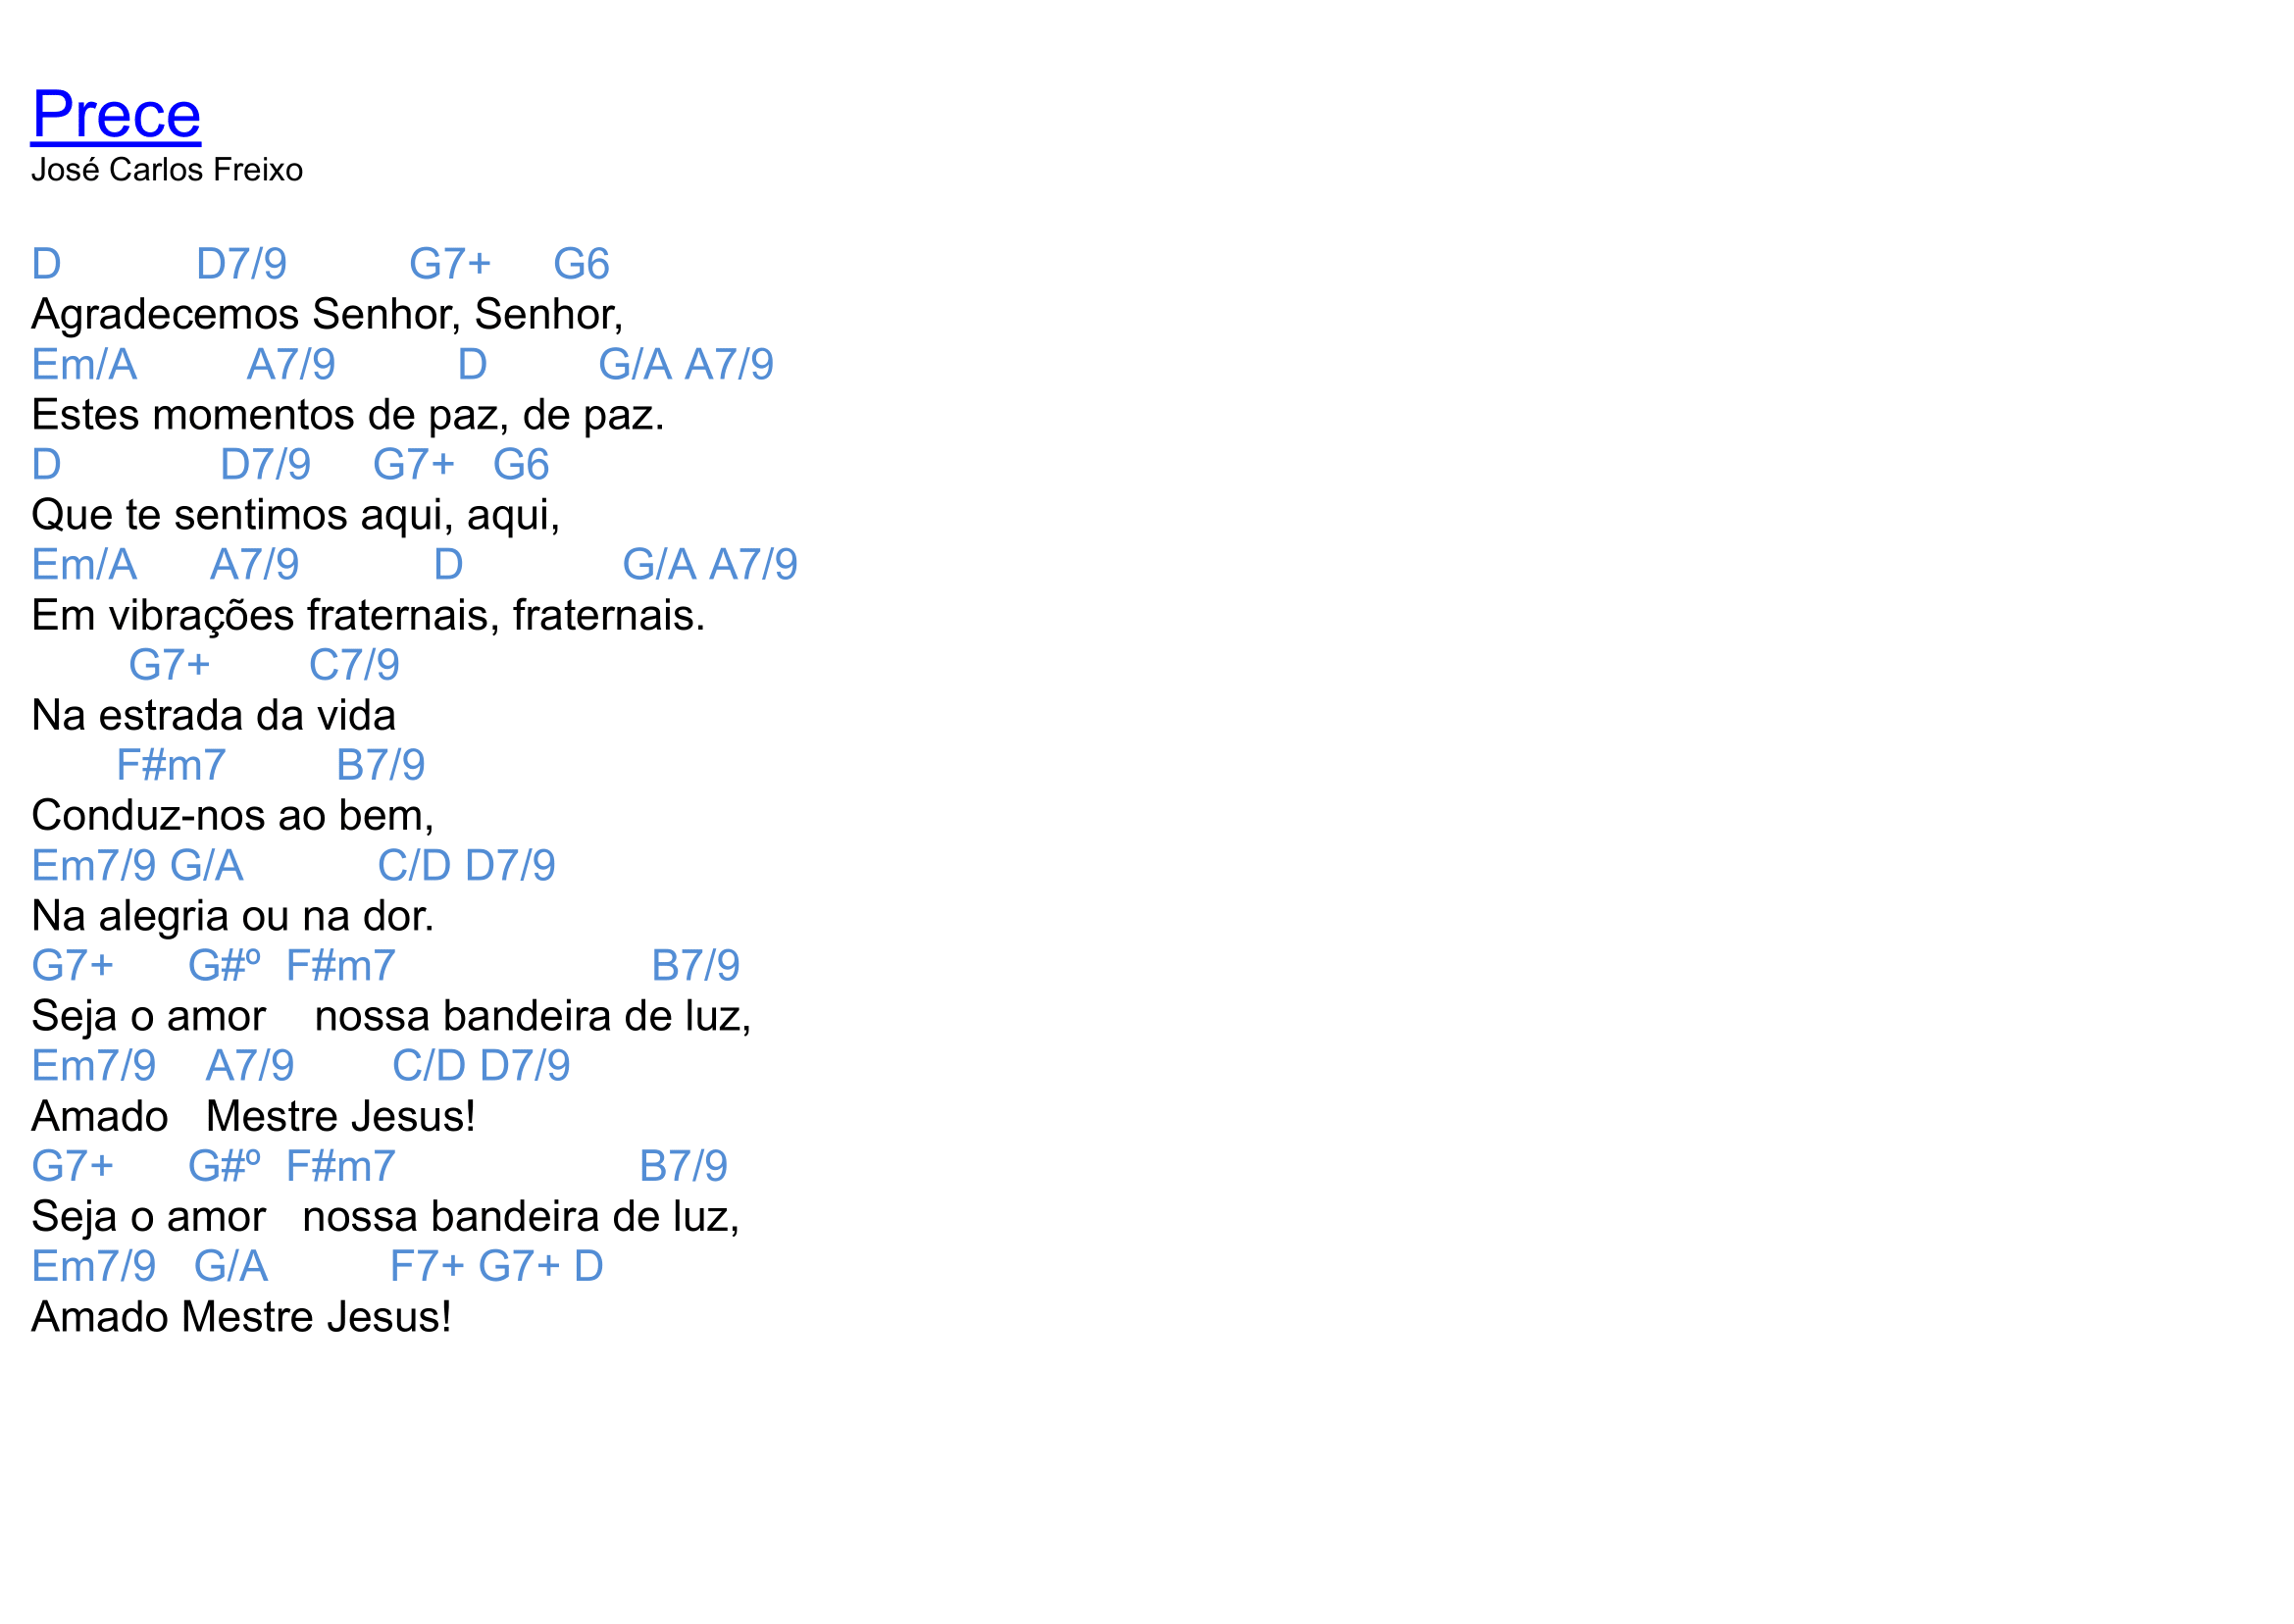 Prece
José Carlos Freixo
D D7/9 G7+ G6
Agradecemos Senhor, Senhor,
Em/A A7/9 D G/A A7/9
Estes momentos de paz, de paz.
D D7/9 G7+ G6
Que te sentimos aqui, aqui,
Em/A A7/9 D G/A A7/9
Em vibrações fraternais, fraternais.
G7+ C7/9
Na estrada da vida
F#m7 B7/9
Conduz-nos ao bem,
Em7/9 G/A C/D D7/9
Na alegria ou na dor.
G7+ G#º F#m7 B7/9
Seja o amor nossa bandeira de luz,
Em7/9 A7/9 C/D D7/9
Amado Mestre Jesus!
G7+ G#º F#m7 B7/9
Seja o amor nossa bandeira de luz,
Em7/9 G/A F7+ G7+ D
Amado Mestre Jesus!